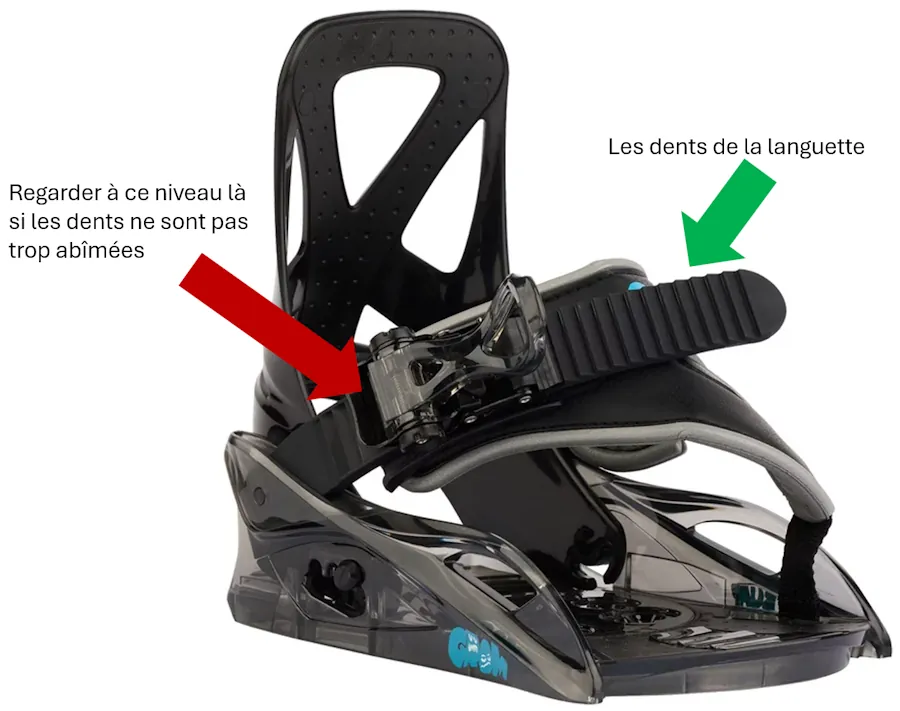 Les dents de la languette
Regarder à ce niveau là
si les dents ne sont pas
trop abîmées